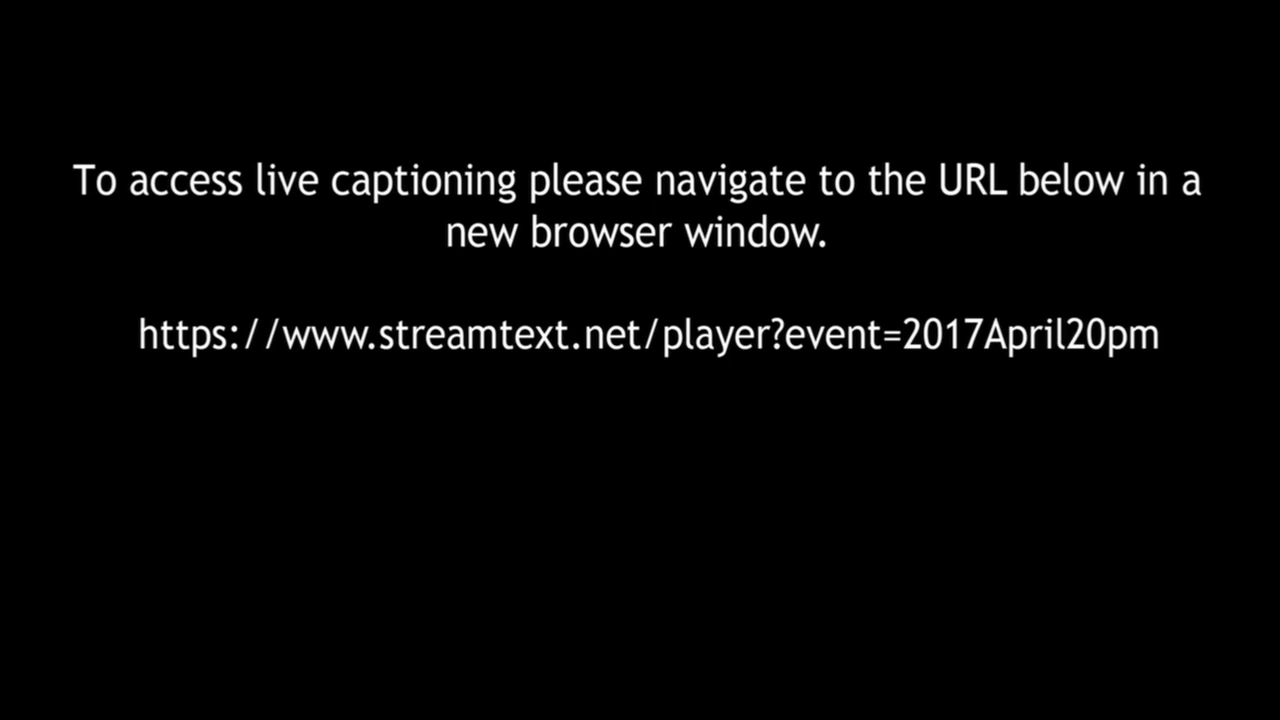 To access live captioning please navigate to the URL below in a
new browser window.
https://www.streamtext.net/player?event=2017April20pm